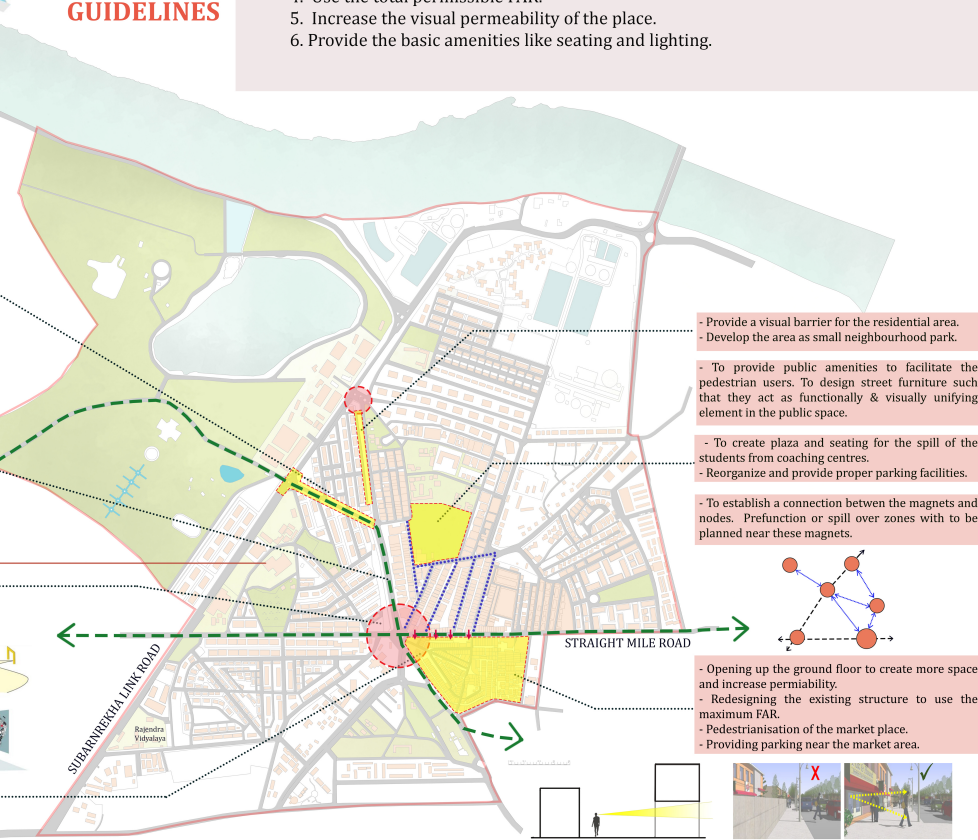 GUIDELINES
5. Increase the visual permeability of the place.
6. Provide the basic amenities like seating and lighting.
- Provide a visual barrier for the residential area.
- Develop the area as small neighbourhood park.
- To provide public amenities to facilitate the
pedestrian users. To design street furniture such
that they act as functionally & visually unifying
element in the public space.
- To create plaza and seating for the spill of the
students from coaching centres.
- Reorganize and provide proper parking facilities.
- To establish a connection betwen the magnets and
nodes. Prefunction or spill over zones with to be
planned near these magnets.
STRAIGHT MILE ROAD
SUBARNREKHA LINK ROAD
Rajendra
Vidyalaya
- Opening up the ground floor to create more space
and increase permiability.
- Redesigning the existing structure to use the
maximum FAR.
- Pedestrianisation of the market place.
- Providing parking near the market area.
X